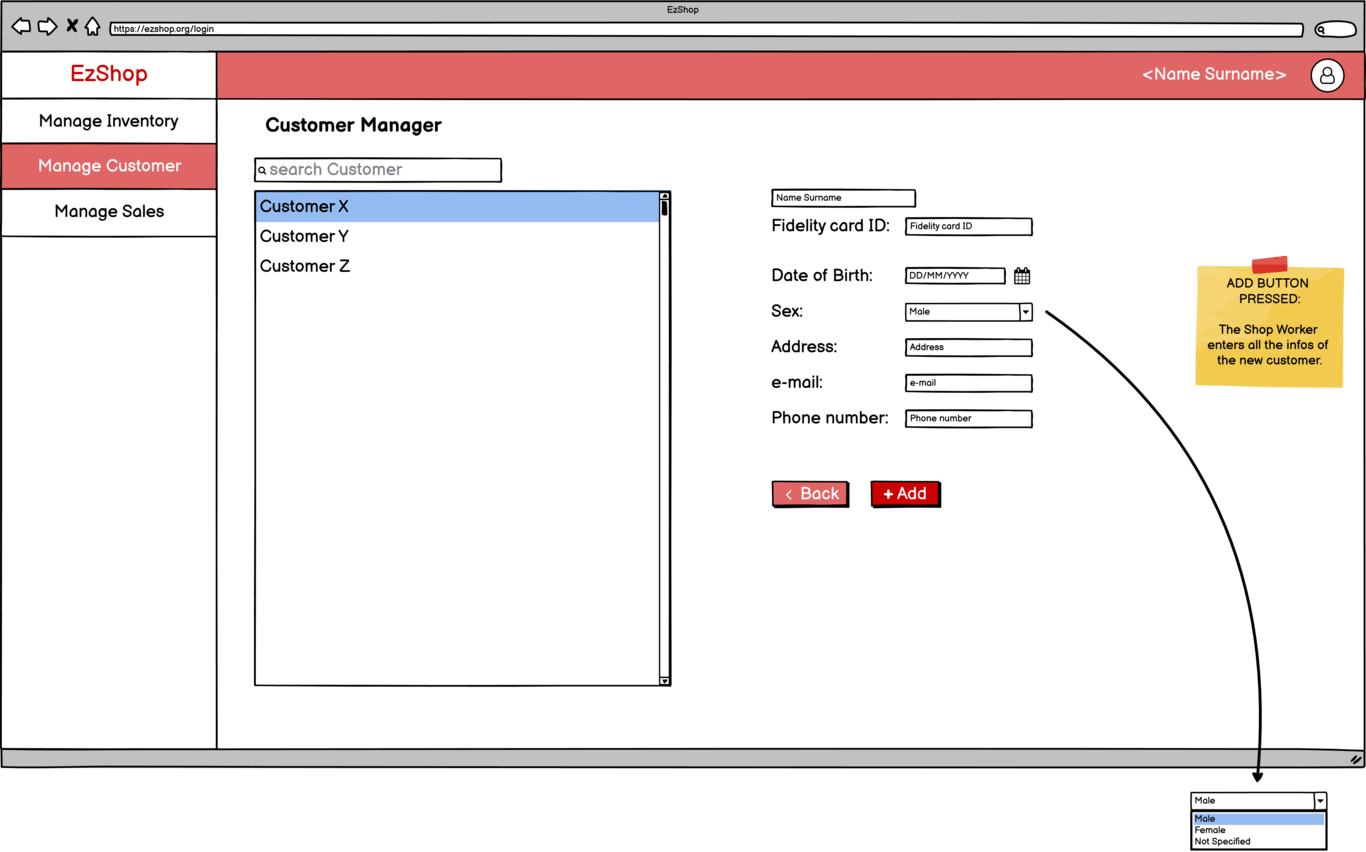 EzShop
https://ezshop.org/login
EzShop
<Name Surname>
Manage Inventory
Manage Customer
Manage Sales
Customer Manager
search Customer
Customer X
Customer Y
Customer Z
Name Surname
Fidelity card ID: Fidelity card ID
Date of Birth: DD/MM/YYYY
Sex: Male
Address: Address
e-mail: e-mail
Phone number: Phone number
< Back
+ Add
ADD BUTTON
PRESSED:
The Shop Worker
enters all the infos of
the new customer.
Male
Male
Female
Not Specified